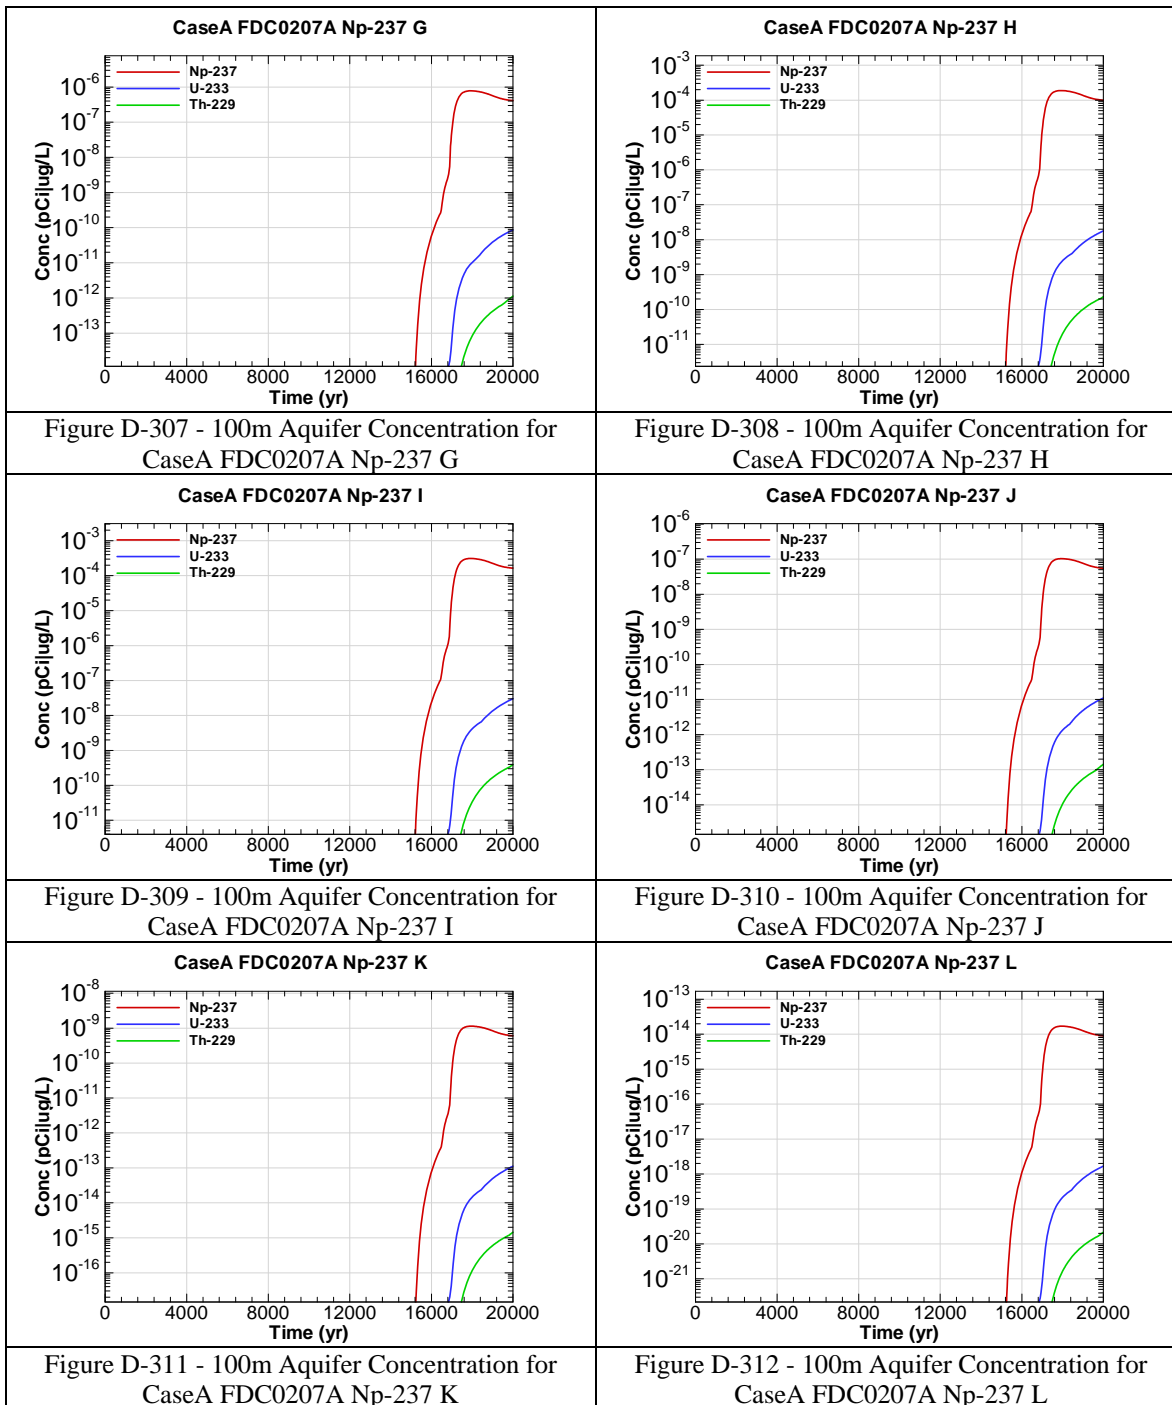 CaseA FDC0207A Np-237 G
Np-237
U-233
Th-229
Conc (pCi|ug/L)
10-6
10-7
10-8
10-9
10-10
10-11
10-12
10-13
0 4000 8000 12000 16000 20000
Time (yr)
Figure D-307 - 100m Aquifer Concentration for
CaseA FDC0207A Np-237 G
CaseA FDC0207A Np-237 H
Np-237
U-233
Th-229
Conc (pCi|ug/L)
10-3
10-4
10-5
10-6
10-7
10-8
10-9
10-10
10-11
0 4000 8000 12000 16000 20000
Time (yr)
Figure D-308 - 100m Aquifer Concentration for
CaseA FDC0207A Np-237 H
CaseA FDC0207A Np-237 I
Np-237
U-233
Th-229
Conc (pCi|ug/L)
10-3
10-4
10-5
10-6
10-7
10-8
10-9
10-10
10-11
0 4000 8000 12000 16000 20000
Time (yr)
Figure D-309 - 100m Aquifer Concentration for
CaseA FDC0207A Np-237 I
CaseA FDC0207A Np-237 J
Np-237
U-233
Th-229
Conc (pCi|ug/L)
10-6
10-7
10-8
10-9
10-10
10-11
10-12
10-13
10-14
0 4000 8000 12000 16000 20000
Time (yr)
Figure D-310 - 100m Aquifer Concentration for
CaseA FDC0207A Np-237 J
CaseA FDC0207A Np-237 K
Np-237
U-233
Th-229
Conc (pCi|ug/L)
10-8
10-9
10-10
10-11
10-12
10-13
10-14
10-15
10-16
0 4000 8000 12000 16000 20000
Time (yr)
Figure D-311 - 100m Aquifer Concentration for
CaseA FDC0207A Np-237 K
CaseA FDC0207A Np-237 L
Np-237
U-233
Th-229
Conc (pCi|ug/L)
10-13
10-14
10-15
10-16
10-17
10-18
10-19
10-20
10-21
0 4000 8000 12000 16000 20000
Time (yr)
Figure D-312 - 100m Aquifer Concentration for
CaseA FDC0207A Np-237 L